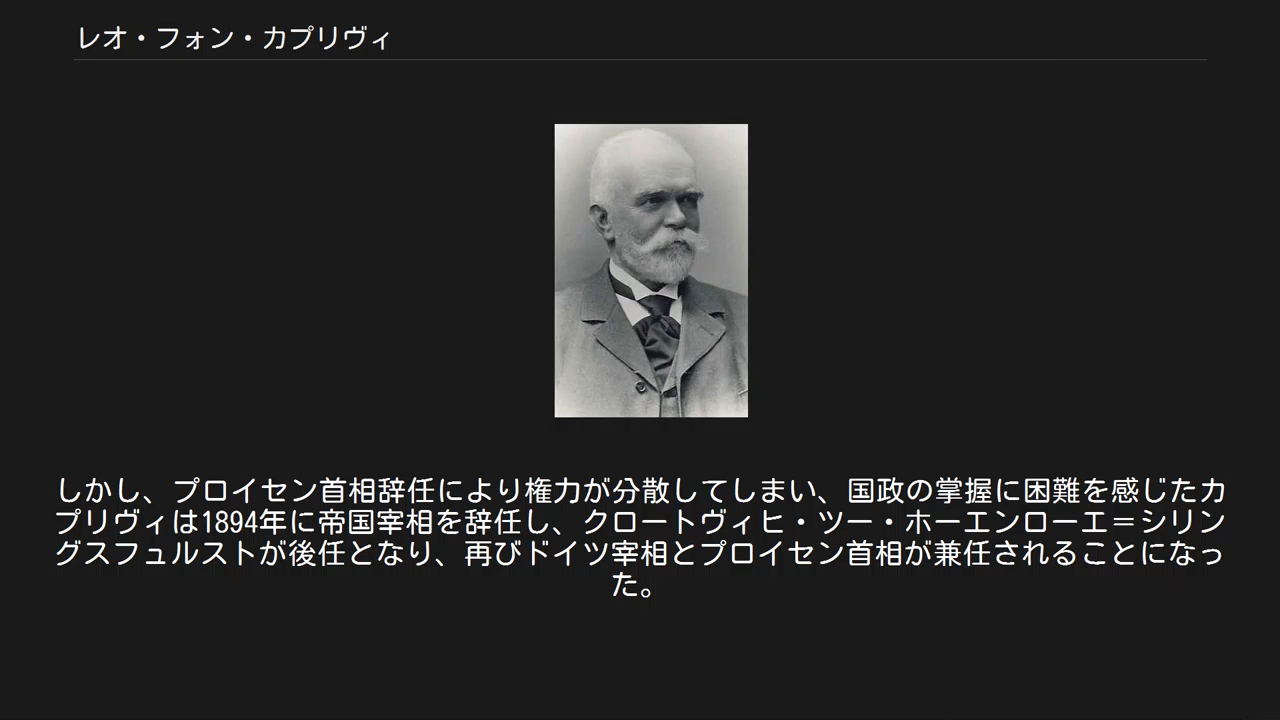 レオ・フォン・カプリヴィ
しかし、プロイセン首相辞任により権力が分散してしまい、国政の掌握に困難を感じたカ
プリヴィは1894年に帝国宰相を辞任し、クロートヴィヒ・ツー・ホーエンローエ＝シリン
グスフュルストが後任となり、再びドイツ宰相とプロイセン首相が兼任されることになっ
た。